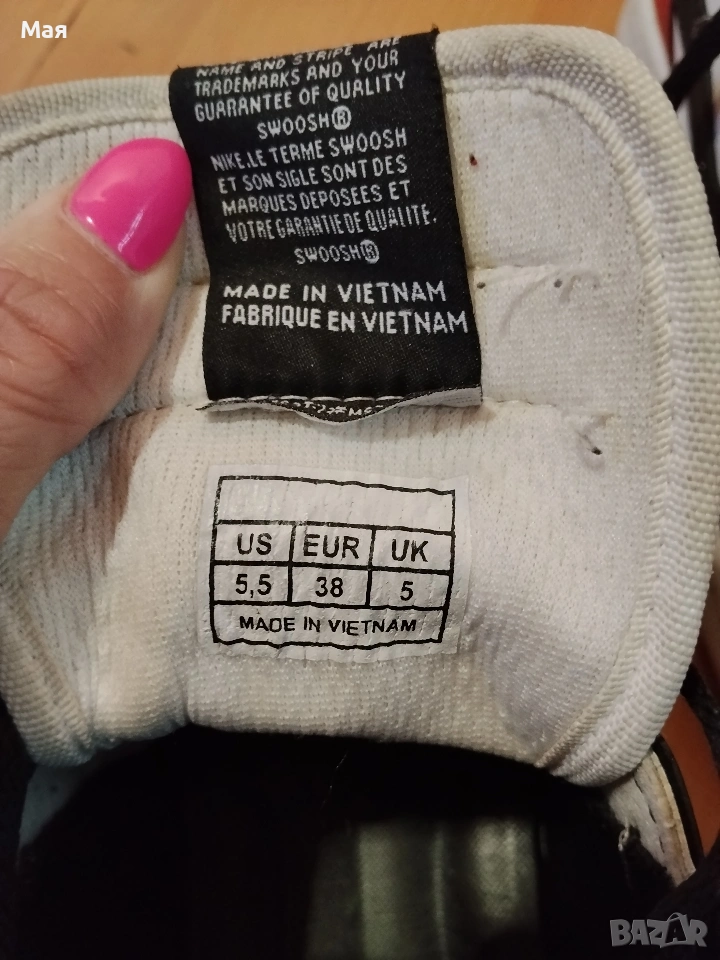 Мая
NAME AND STRIPE ARE
TRADEMARKS AND YOUR
GUARANTEE OF QUALITY
SWOOSH®
NIKE.LE TERME SWOOSH
ET SON SIGLE SONT DES
MARQUES DEPOSEES ET
VOTRE GARANTIE DE QUALITE.
SWOOSH®
MADE IN VIETNAM
FABRIQUE EN VIETNAM
US EUR UK
5,5 38 5
MADE IN VIETNAM
BAZAR